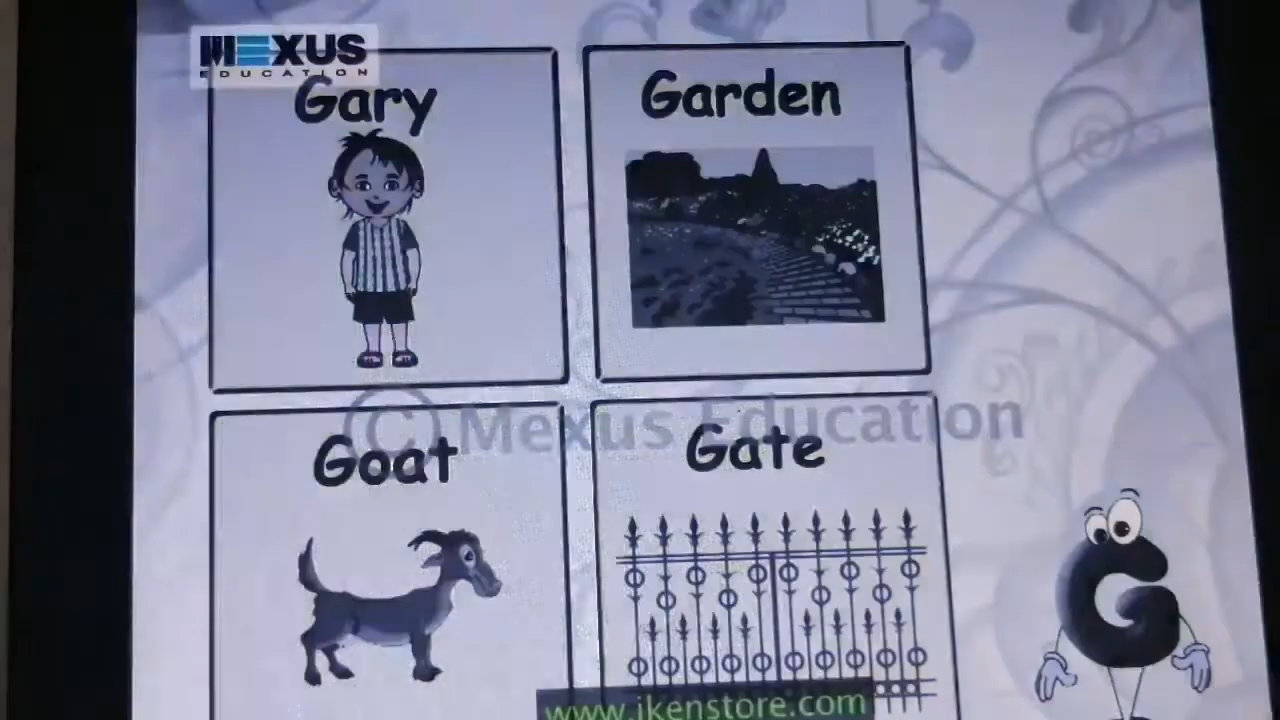 MEXUS
EDUCATION
Gary
Garden
© Mexus Education
Goat
Gate
G
www.ikenstore.com